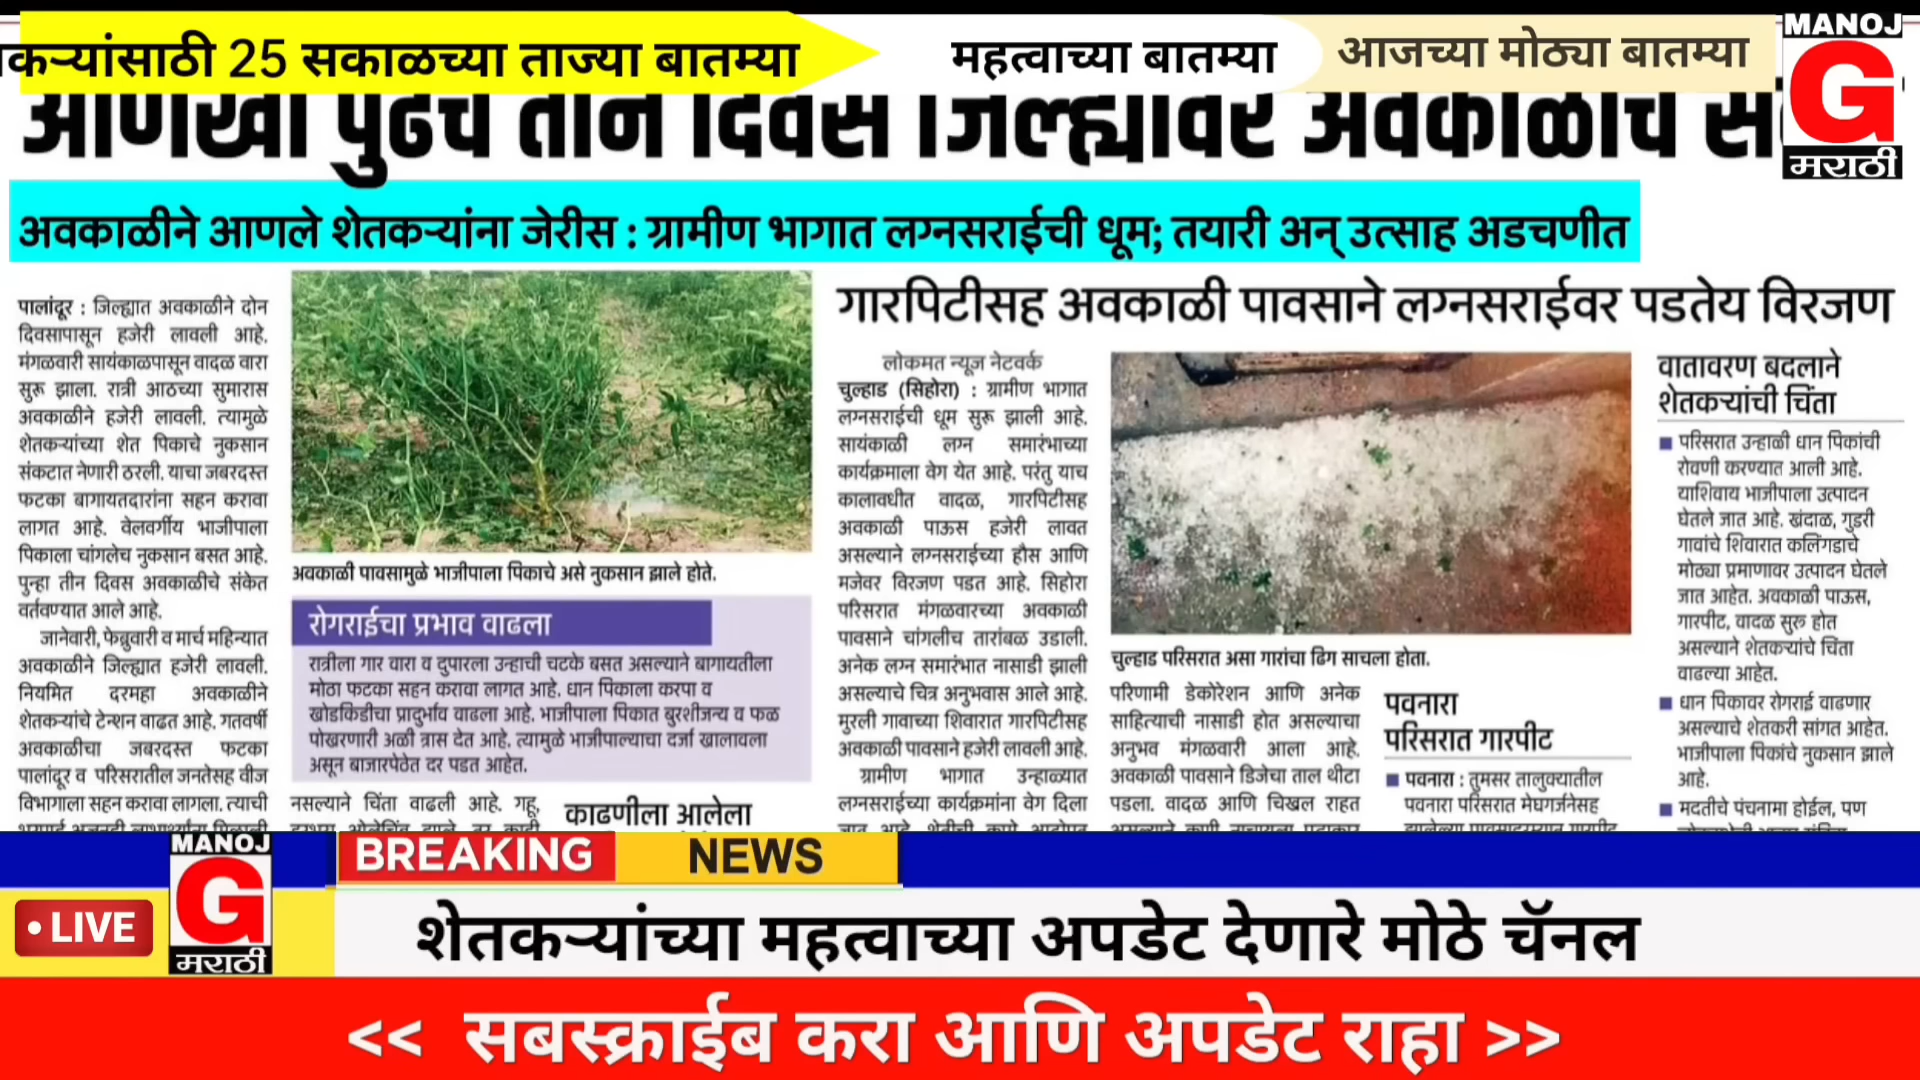 कऱ्यांसाठी 25 सकाळच्या ताज्या बातम्या
महत्वाच्या बातम्या
आजच्या मोठ्या बातम्या
MANOJ
G
मराठी
आणखी पुढचे तीन दिवस जिल्ह्यावर अवकाळीचे
अवकाळीने आणले शेतकऱ्यांना जेरीस : ग्रामीण भागात लग्नसराईची धूम; तयारी अन् उत्साह अडचणीत
पालांदूर : जिल्ह्यात अवकाळीने दोन
दिवसापासून हजेरी लावली आहे.
मंगळवारी सायंकाळपासून वादळ वारा
सुरू झाला. रात्री आठच्या सुमारास
अवकाळीने हजेरी लावली. त्यामुळे
शेतकऱ्यांच्या शेत पिकाचे नुकसान
संकटात नेणारी ठरली. याचा जबरदस्त
फटका बागायतदारांना सहन करावा
लागत आहे. वेलवर्गीय भाजीपाला
पिकाला चांगलेच नुकसान बसत आहे.
पुन्हा तीन दिवस अवकाळीचे संकेत
वर्तवण्यात आले आहे.
जानेवारी, फेब्रुवारी व मार्च महिन्यात
अवकाळीने जिल्ह्यात हजेरी लावली.
नियमित दरमहा अवकाळीने
शेतकऱ्यांचे टेन्शन वाढत आहे. गतवर्षी
अवकाळीचा जबरदस्त फटका
पालांदूर व परिसरातील जनतेसह वीज
विभागाला सहन करावा लागला. त्याची
अवकाळी पावसामुळे भाजीपाला पिकाचे असे नुकसान झाले होते.
रोगराईचा प्रभाव वाढला
रात्रीला गार वारा व दुपारला उन्हाची चटके बसत असल्याने बागायतीला
मोठा फटका सहन करावा लागत आहे. धान पिकाला करपा व
खोडकिडीचा प्रादुर्भाव वाढला आहे. भाजीपाला पिकात बुरशीजन्य व फळ
पोखरणारी अळी त्रास देत आहे. त्यामुळे भाजीपाल्याचा दर्जा खालावला
असून बाजारपेठेत दर पडत आहेत.
नसल्याने चिंता वाढली आहे. गहू,
काढणीला आलेला
गारपिटीसह अवकाळी पावसाने लग्नसराईवर पडतेय विरजण
लोकमत न्यूज नेटवर्क
चुल्हाड (सिहोरा) : ग्रामीण भागात
लग्नसराईची धूम सुरू झाली आहे.
सायंकाळी लग्न समारंभाच्या
कार्यक्रमाला वेग येत आहे. परंतु याच
कालावधीत वादळ, गारपिटीसह
अवकाळी पाऊस हजेरी लावत
असल्याने लग्नसराईच्या हौस आणि
मजेवर विरजण पडत आहे. सिहोरा
परिसरात मंगळवारच्या अवकाळी
पावसाने चांगलीच तारांबळ उडाली.
अनेक लग्न समारंभात नासाडी झाली
असल्याचे चित्र अनुभवास आले आहे.
मुरली गावाच्या शिवारात गारपिटीसह
अवकाळी पावसाने हजेरी लावली आहे.
ग्रामीण भागात उन्हाळ्यात
लग्नसराईच्या कार्यक्रमांना वेग दिला
चुल्हाड परिसरात असा गारांचा ढिग साचला होता.
परिणामी डेकोरेशन आणि अनेक
साहित्याची नासाडी होत असल्याचा
अनुभव मंगळवारी आला आहे.
अवकाळी पावसाने डिजेचा ताल थीटा
पडला. वादळ आणि चिखल राहत
पवनारा
परिसरात गारपीट
पवनारा : तुमसर तालुक्यातील
पवनारा परिसरात मेघगर्जनेसह
वातावरण बदलाने
शेतकऱ्यांची चिंता
परिसरात उन्हाळी धान पिकांची
रोवणी करण्यात आली आहे.
याशिवाय भाजीपाला उत्पादन
घेतले जात आहे. खंदाळ, गुडरी
गावांचे शिवारात कलिंगडाचे
मोठ्या प्रमाणावर उत्पादन घेतले
जात आहेत. अवकाळी पाऊस,
गारपीट, वादळ सुरू होत
असल्याने शेतकऱ्यांचे चिंता
वाढल्या आहेत.
धान पिकावर रोगराई वाढणार
असल्याचे शेतकरी सांगत आहेत.
भाजीपाला पिकांचे नुकसान झाले
आहे.
मदतीचे पंचनामा होईल, पण
BREAKING NEWS
MANOJ
G
मराठी
• LIVE
शेतकऱ्यांच्या महत्वाच्या अपडेट देणारे मोठे चॅनल
<< सबस्क्राईब करा आणि अपडेट राहा >>